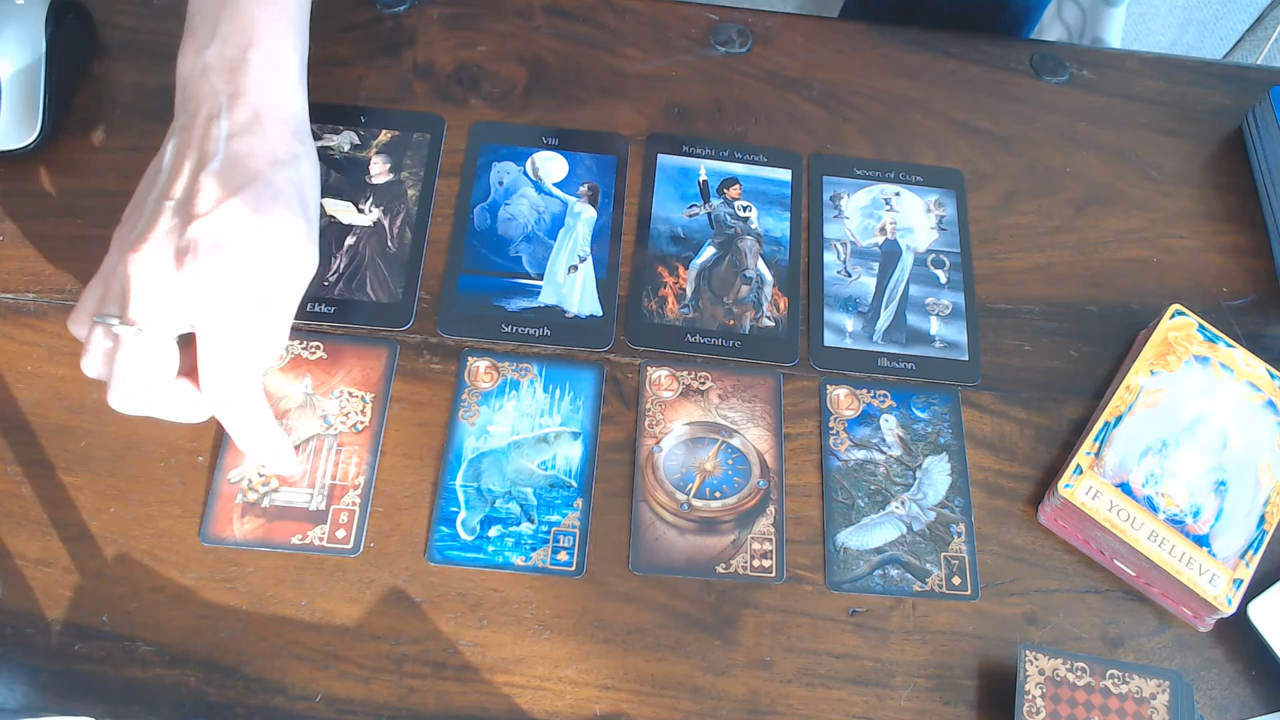 V
Elder
VIII
Strength
Knight of Wands
Adventure
Seven of Cups
Illusion
8
15
10
42
12
7
IF YOU BELIEVE